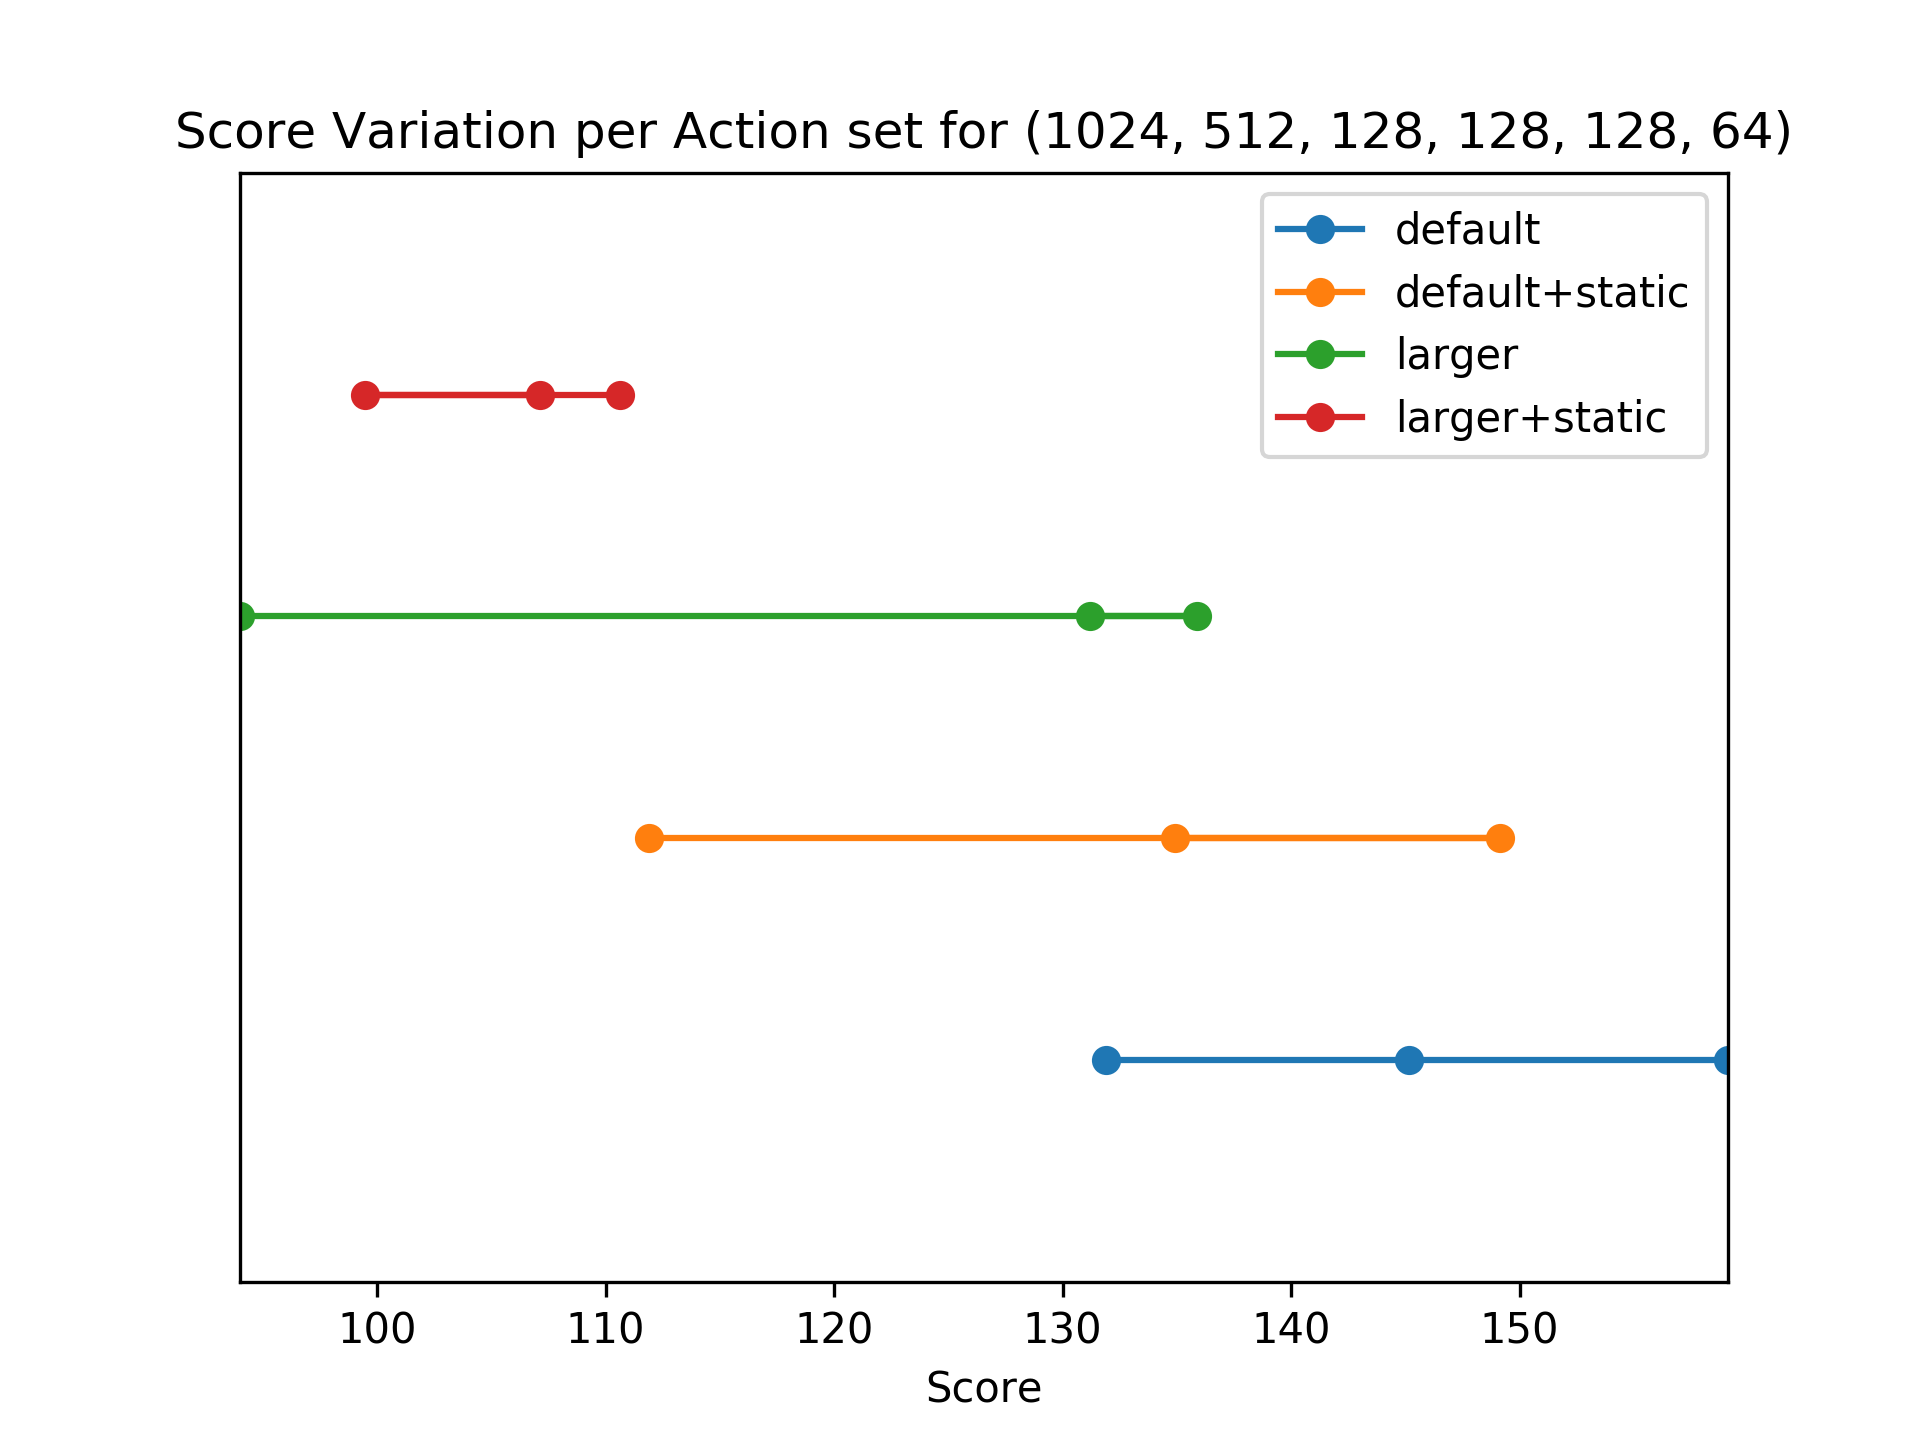 Score Variation per Action set for (1024, 512, 128, 128, 128, 64)
default
default+static
larger
larger+static
100 110 120 130 140 150
Score